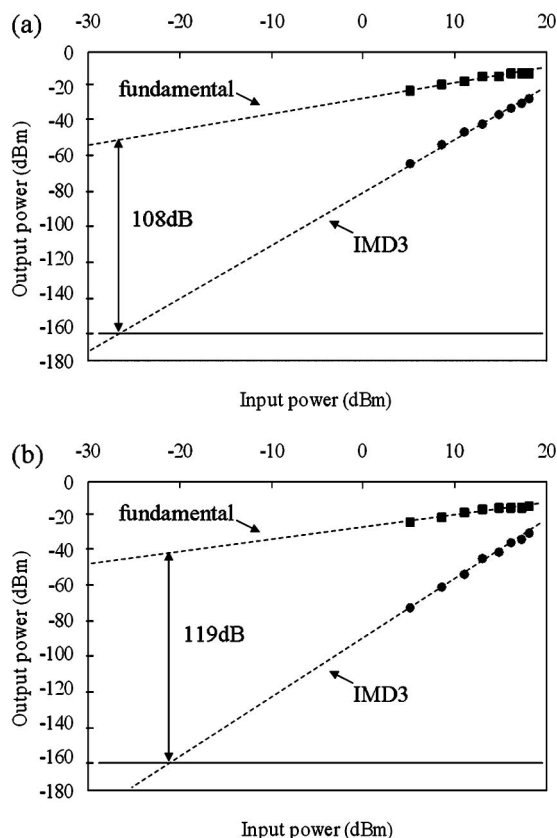 (a)
-30 -20 -10 0 10 20
0
-20
-40
-60
-80
-100
-120
-140
-160
-180
Output power (dBm)
fundamental
108dB
IMD3
Input power (dBm)
(b)
-30 -20 -10 0 10 20
0
-20
-40
-60
-80
-100
-120
-140
-160
-180
Output power (dBm)
fundamental
119dB
IMD3
Input power (dBm)